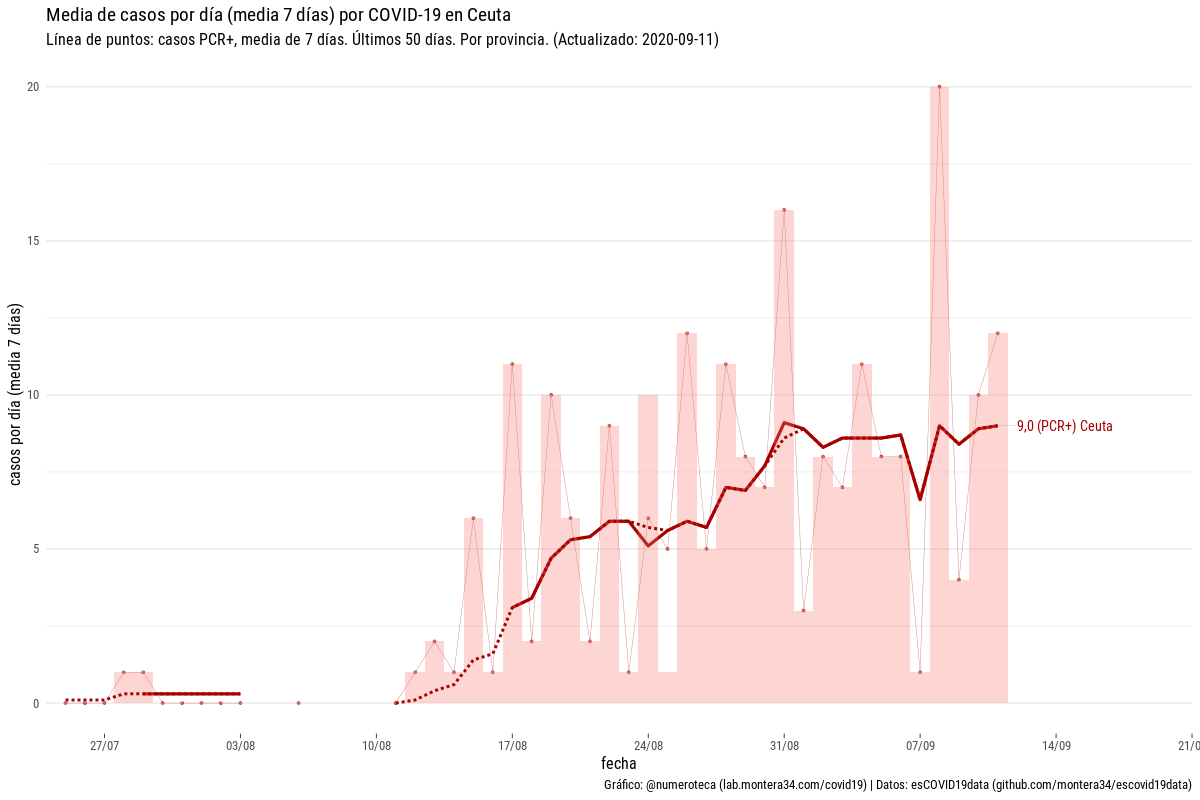 Media de casos por día (media 7 días) por COVID-19 en Ceuta
Línea de puntos: casos PCR+, media de 7 días. Últimos 50 días. Por provincia. (Actualizado: 2020-09-11)
casos por día (media 7 días)
20
15
10
5
0
9,0 (PCR+) Ceuta
27/07 03/08 10/08 17/08 24/08 31/08 07/09 14/09 21/0
fecha
Gráfico: @numeroteca (lab.montera34.com/covid19) | Datos: esCOVID19data (github.com/montera34/escovid19data)